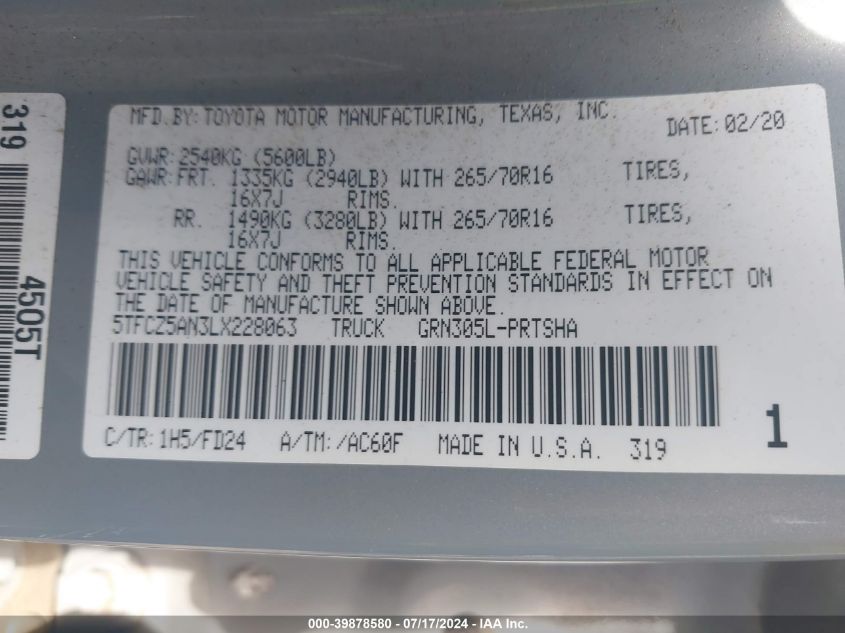 MFD.BY:TOYOTA MOTOR MANUFACTURING, TEXAS, INC.
DATE:02/20
GVWR:2540KG (5600LB)
GAWR:FRT. 1335KG (2940LB) WITH 265/70R16 TIRES,
16X7J RIMS.
RR. 1490KG (3280LB) WITH 265/70R16 TIRES,
16X7J RIMS.
THIS VEHICLE CONFORMS TO ALL APPLICABLE FEDERAL MOTOR
VEHICLE SAFETY AND THEFT PREVENTION STANDARDS IN EFFECT ON
THE DATE OF MANUFACTURE SHOWN ABOVE.
5TFCZ5AN3LX228063 TRUCK GRN305L-PRTSHA
C/TR:1H5/FD24 A/TM:/AC60F MADE IN U.S.A. 319
1
319
4505T
000-39878580 - 07/17/2024 - IAA Inc.